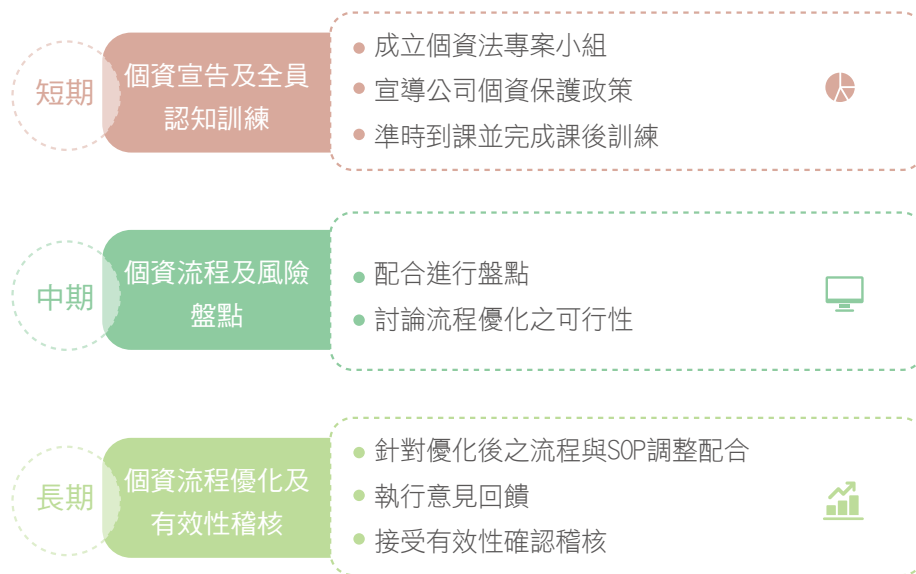 短期
個資宣告及全員
認知訓練
成立個資法專案小組
宣導公司個資保護政策
準時到課並完成課後訓練
中期
個資流程及風險
盤點
配合進行盤點
討論流程優化之可行性
長期
個資流程優化及
有效性稽核
針對優化後之流程與SOP調整配合
執行意見回饋
接受有效性確認稽核